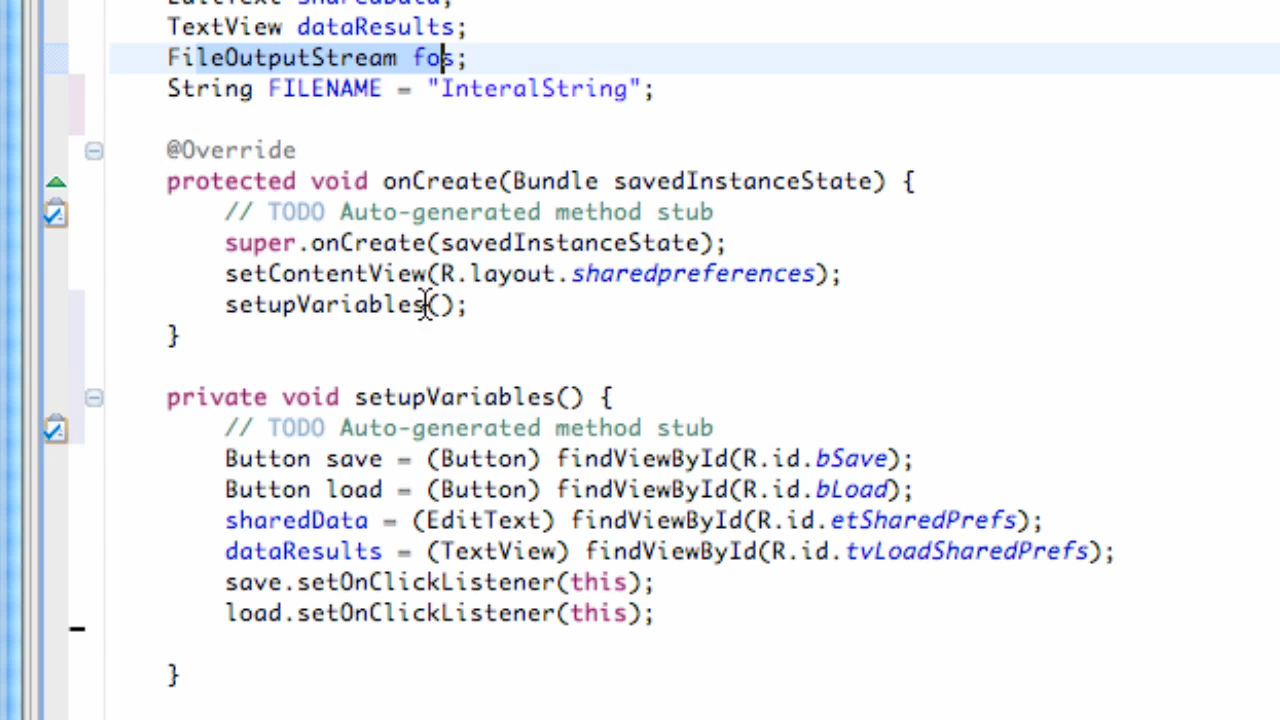 EditText sharedData;
TextView dataResults;
FileOutputStream fos;
String FILENAME = "InteralString";
@Override
protected void onCreate(Bundle savedInstanceState) {
// TODO Auto-generated method stub
super.onCreate(savedInstanceState);
setContentView(R.layout.sharedpreferences);
setupVariables();
}
private void setupVariables() {
// TODO Auto-generated method stub
Button save = (Button) findViewById(R.id.bSave);
Button load = (Button) findViewById(R.id.bLoad);
sharedData = (EditText) findViewById(R.id.etSharedPrefs);
dataResults = (TextView) findViewById(R.id.tvLoadSharedPrefs);
save.setOnClickListener(this);
load.setOnClickListener(this);
}